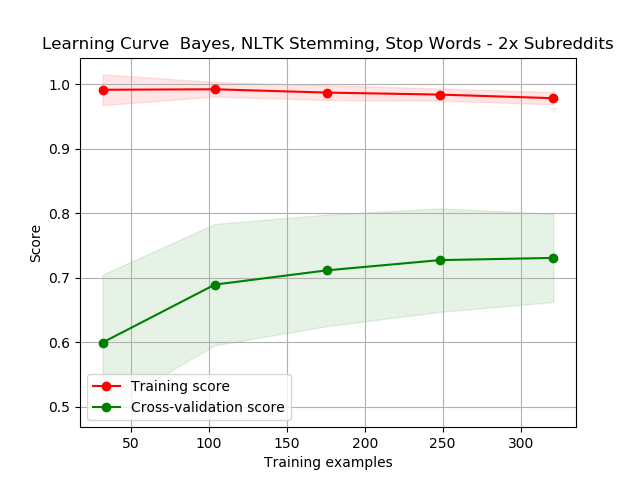 Learning Curve  Bayes, NLTK Stemming, Stop Words - 2x Subreddits
1.0
0.9
0.8
0.7
0.6
0.5
Score
Training score
Cross-validation score
50 100 150 200 250 300
Training examples